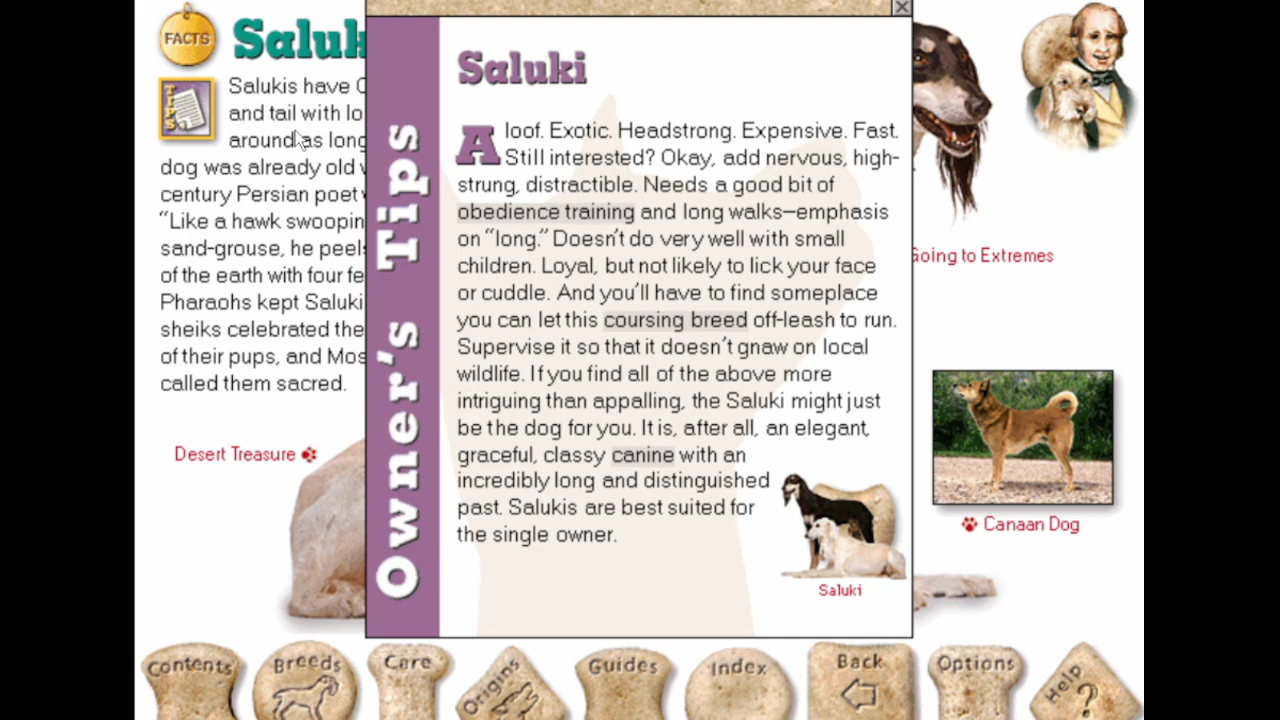 FACTS
Saluk
TIPS
Salukis have
and tail with lo
around as long
dog was already old
century Persian poet
“Like a hawk swoopin
sand-grouse, he peel
of the earth with four fe
Pharaohs kept Saluki
sheiks celebrated the
of their pups, and Mos
called them sacred.
Desert Treasure
Owner's Tips
Saluki
Aloof. Exotic. Headstrong. Expensive. Fast.
Still interested? Okay, add nervous, high-
strung, distractible. Needs a good bit of
obedience training and long walks—emphasis
on “long.” Doesn't do very well with small
children. Loyal, but not likely to lick your face
or cuddle. And you'll have to find someplace
you can let this coursing breed off-leash to run.
Supervise it so that it doesn't gnaw on local
wildlife. If you find all of the above more
intriguing than appalling, the Saluki might just
be the dog for you. It is, after all, an elegant,
graceful, classy canine with an
incredibly long and distinguished
past. Salukis are best suited for
the single owner.
Saluki
Going to Extremes
Canaan Dog
Contents
Breeds
Care
Origins
Guides
Index
Back
Options
Help
?